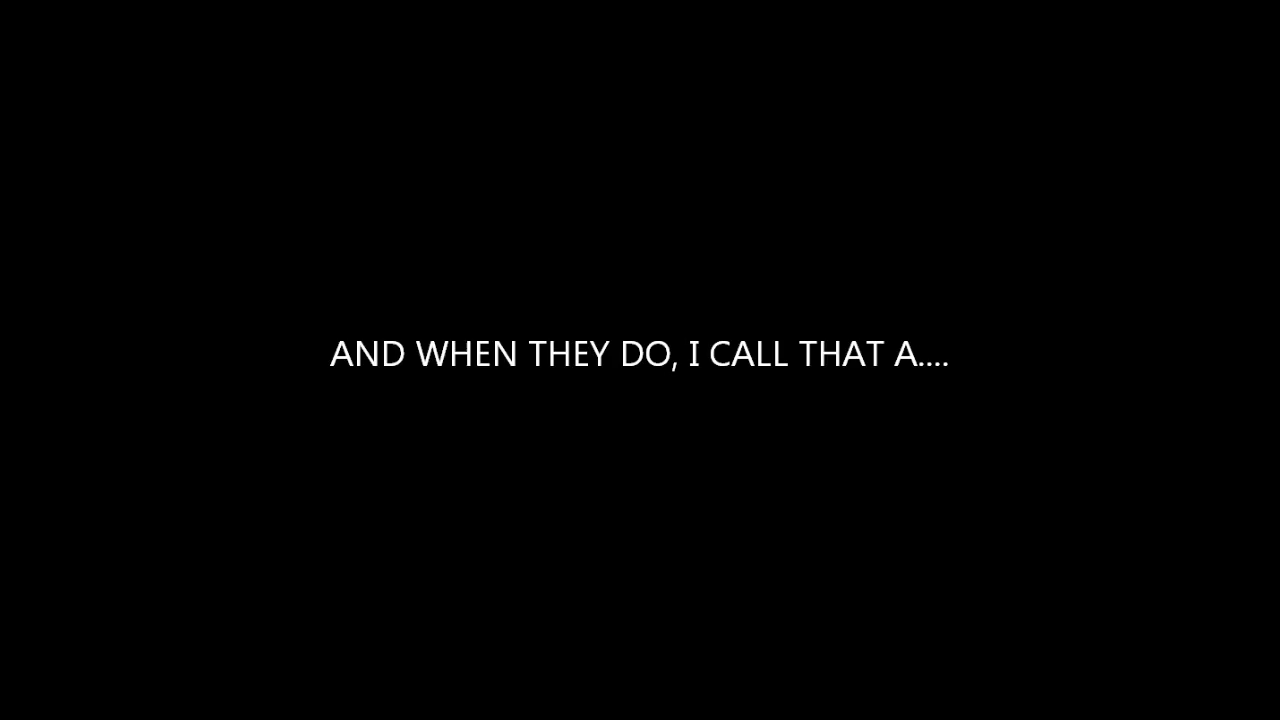 AND WHEN THEY DO, I CALL THAT A....